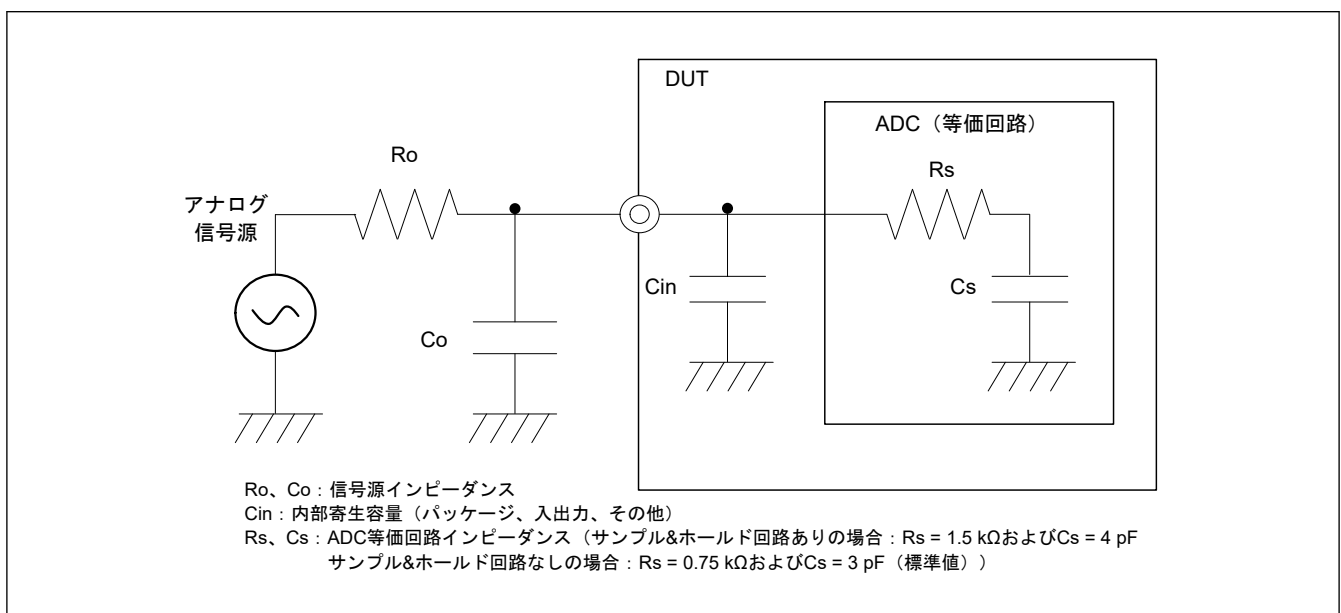 DUT
ADC（等価回路）
Ro
Rs
アナログ
信号源
Cin
Cs
Co
Ro、Co：信号源インピーダンス
Cin：内部寄生容量（パッケージ、入出力、その他）
Rs、Cs：ADC等価回路インピーダンス（サンプル&ホールド回路ありの場合：Rs = 1.5 kΩおよびCs = 4 pF
サンプル&ホールド回路なしの場合：Rs = 0.75 kΩおよびCs = 3 pF（標準値））